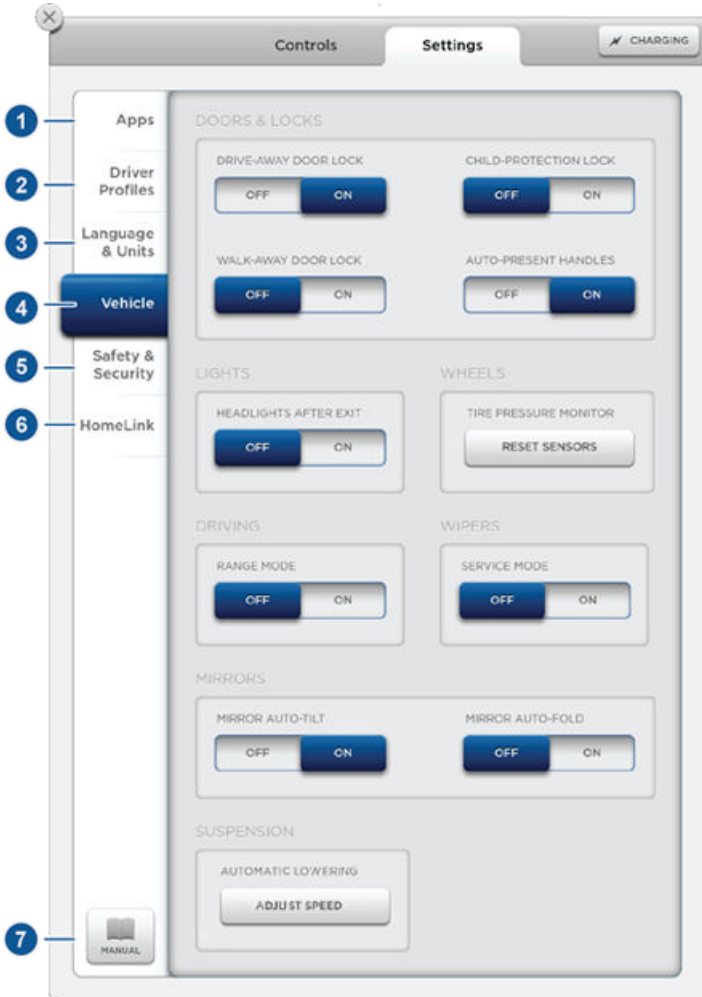 Controls
Settings
CHARGING
1
Apps
2
Driver
Profiles
3
Language
& Units
4
Vehicle
5
Safety &
Security
6
HomeLink
7
MANUAL
DOORS & LOCKS
DRIVE-AWAY DOOR LOCK
OFF ON
CHILD-PROTECTION LOCK
OFF ON
WALK-AWAY DOOR LOCK
OFF ON
AUTO-PRESENT HANDLES
OFF ON
LIGHTS
HEADLIGHTS AFTER EXIT
OFF ON
WHEELS
TIRE PRESSURE MONITOR
RESET SENSORS
DRIVING
RANGE MODE
OFF ON
WIPERS
SERVICE MODE
OFF ON
MIRRORS
MIRROR AUTO-TILT
OFF ON
MIRROR AUTO-FOLD
OFF ON
SUSPENSION
AUTOMATIC LOWERING
ADJUST SPEED